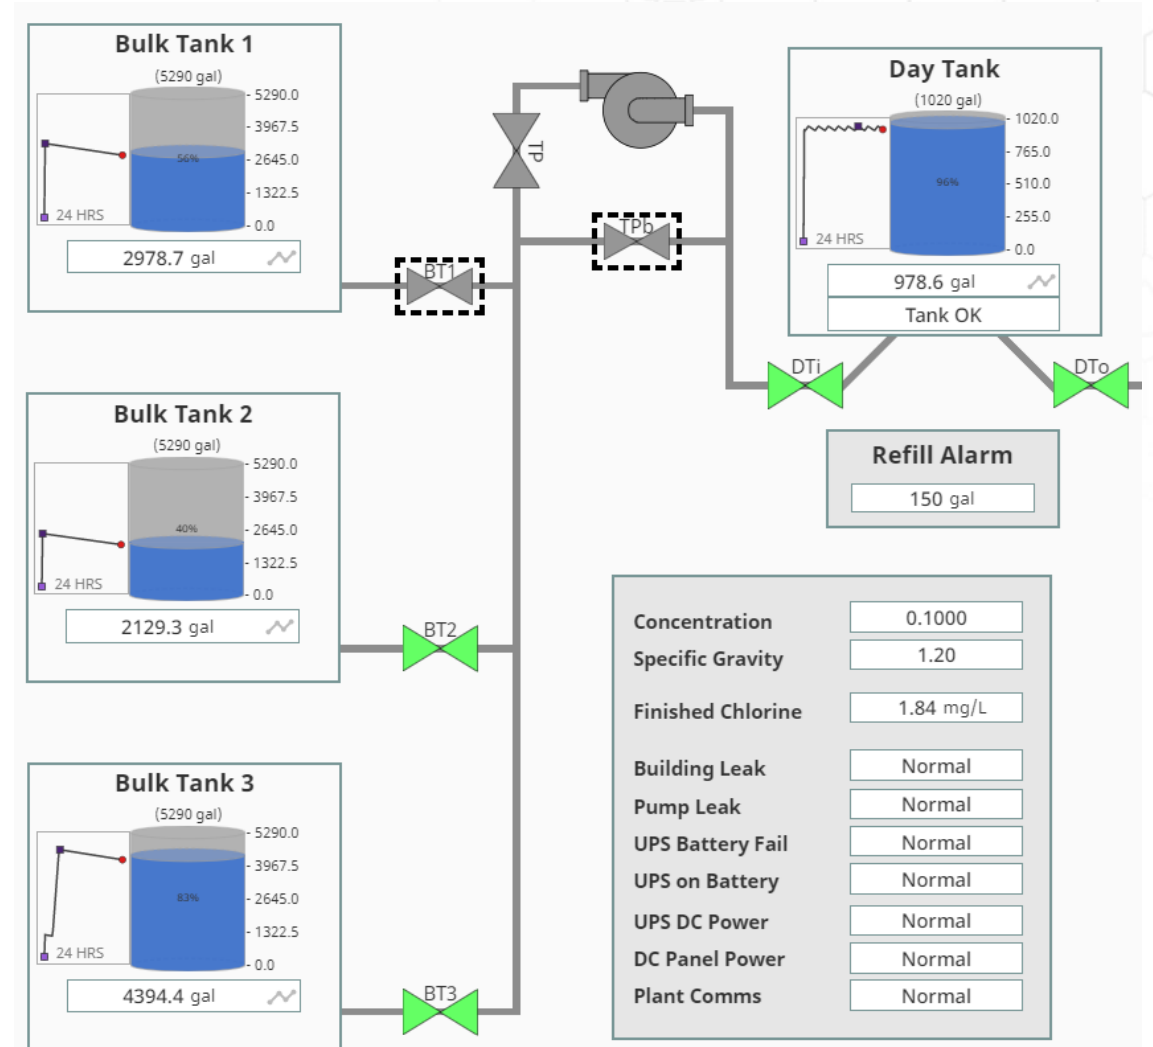 Bulk Tank 1
(5290 gal)
5290.0
3967.5
2645.0
1322.5
0.0
56%
24 HRS
2978.7 gal
BT1
TP
TPb
Day Tank
(1020 gal)
1020.0
765.0
510.0
255.0
0.0
96%
24 HRS
978.6 gal
Tank OK
DTi
DTo
Bulk Tank 2
(5290 gal)
5290.0
3967.5
2645.0
1322.5
0.0
40%
24 HRS
2129.3 gal
BT2
Refill Alarm
150 gal
Bulk Tank 3
(5290 gal)
5290.0
3967.5
2645.0
1322.5
0.0
83%
24 HRS
4394.4 gal
BT3
Concentration 0.1000
Specific Gravity 1.20
Finished Chlorine 1.84 mg/L
Building Leak Normal
Pump Leak Normal
UPS Battery Fail Normal
UPS on Battery Normal
UPS DC Power Normal
DC Panel Power Normal
Plant Comms Normal